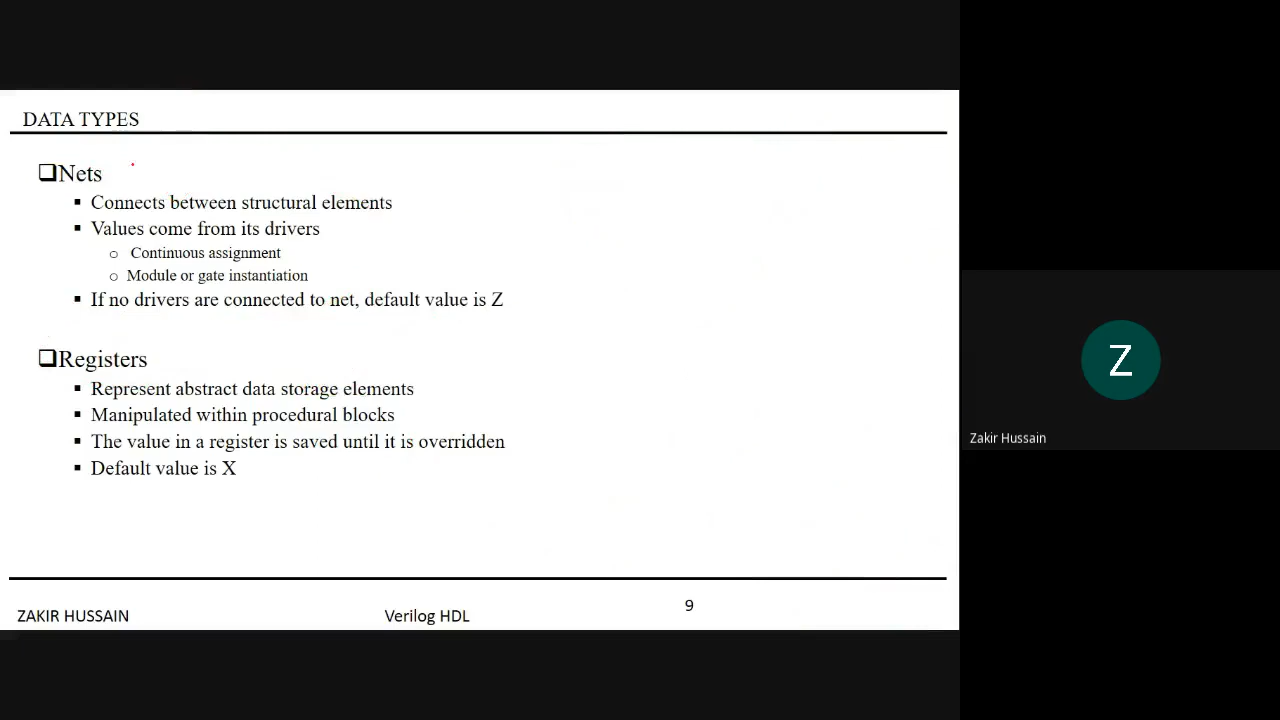 DATA TYPES
❑Nets
▪ Connects between structural elements
▪ Values come from its drivers
o Continuous assignment
o Module or gate instantiation
▪ If no drivers are connected to net, default value is Z
❑Registers
▪ Represent abstract data storage elements
▪ Manipulated within procedural blocks
▪ The value in a register is saved until it is overridden
▪ Default value is X
ZAKIR HUSSAIN
Verilog HDL
9
Z
Zakir Hussain